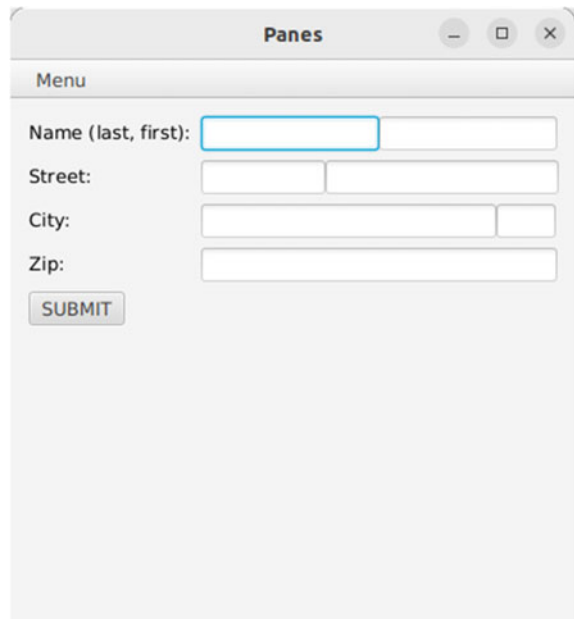 Panes
Menu
Name (last, first):
Street:
City:
Zip:
SUBMIT